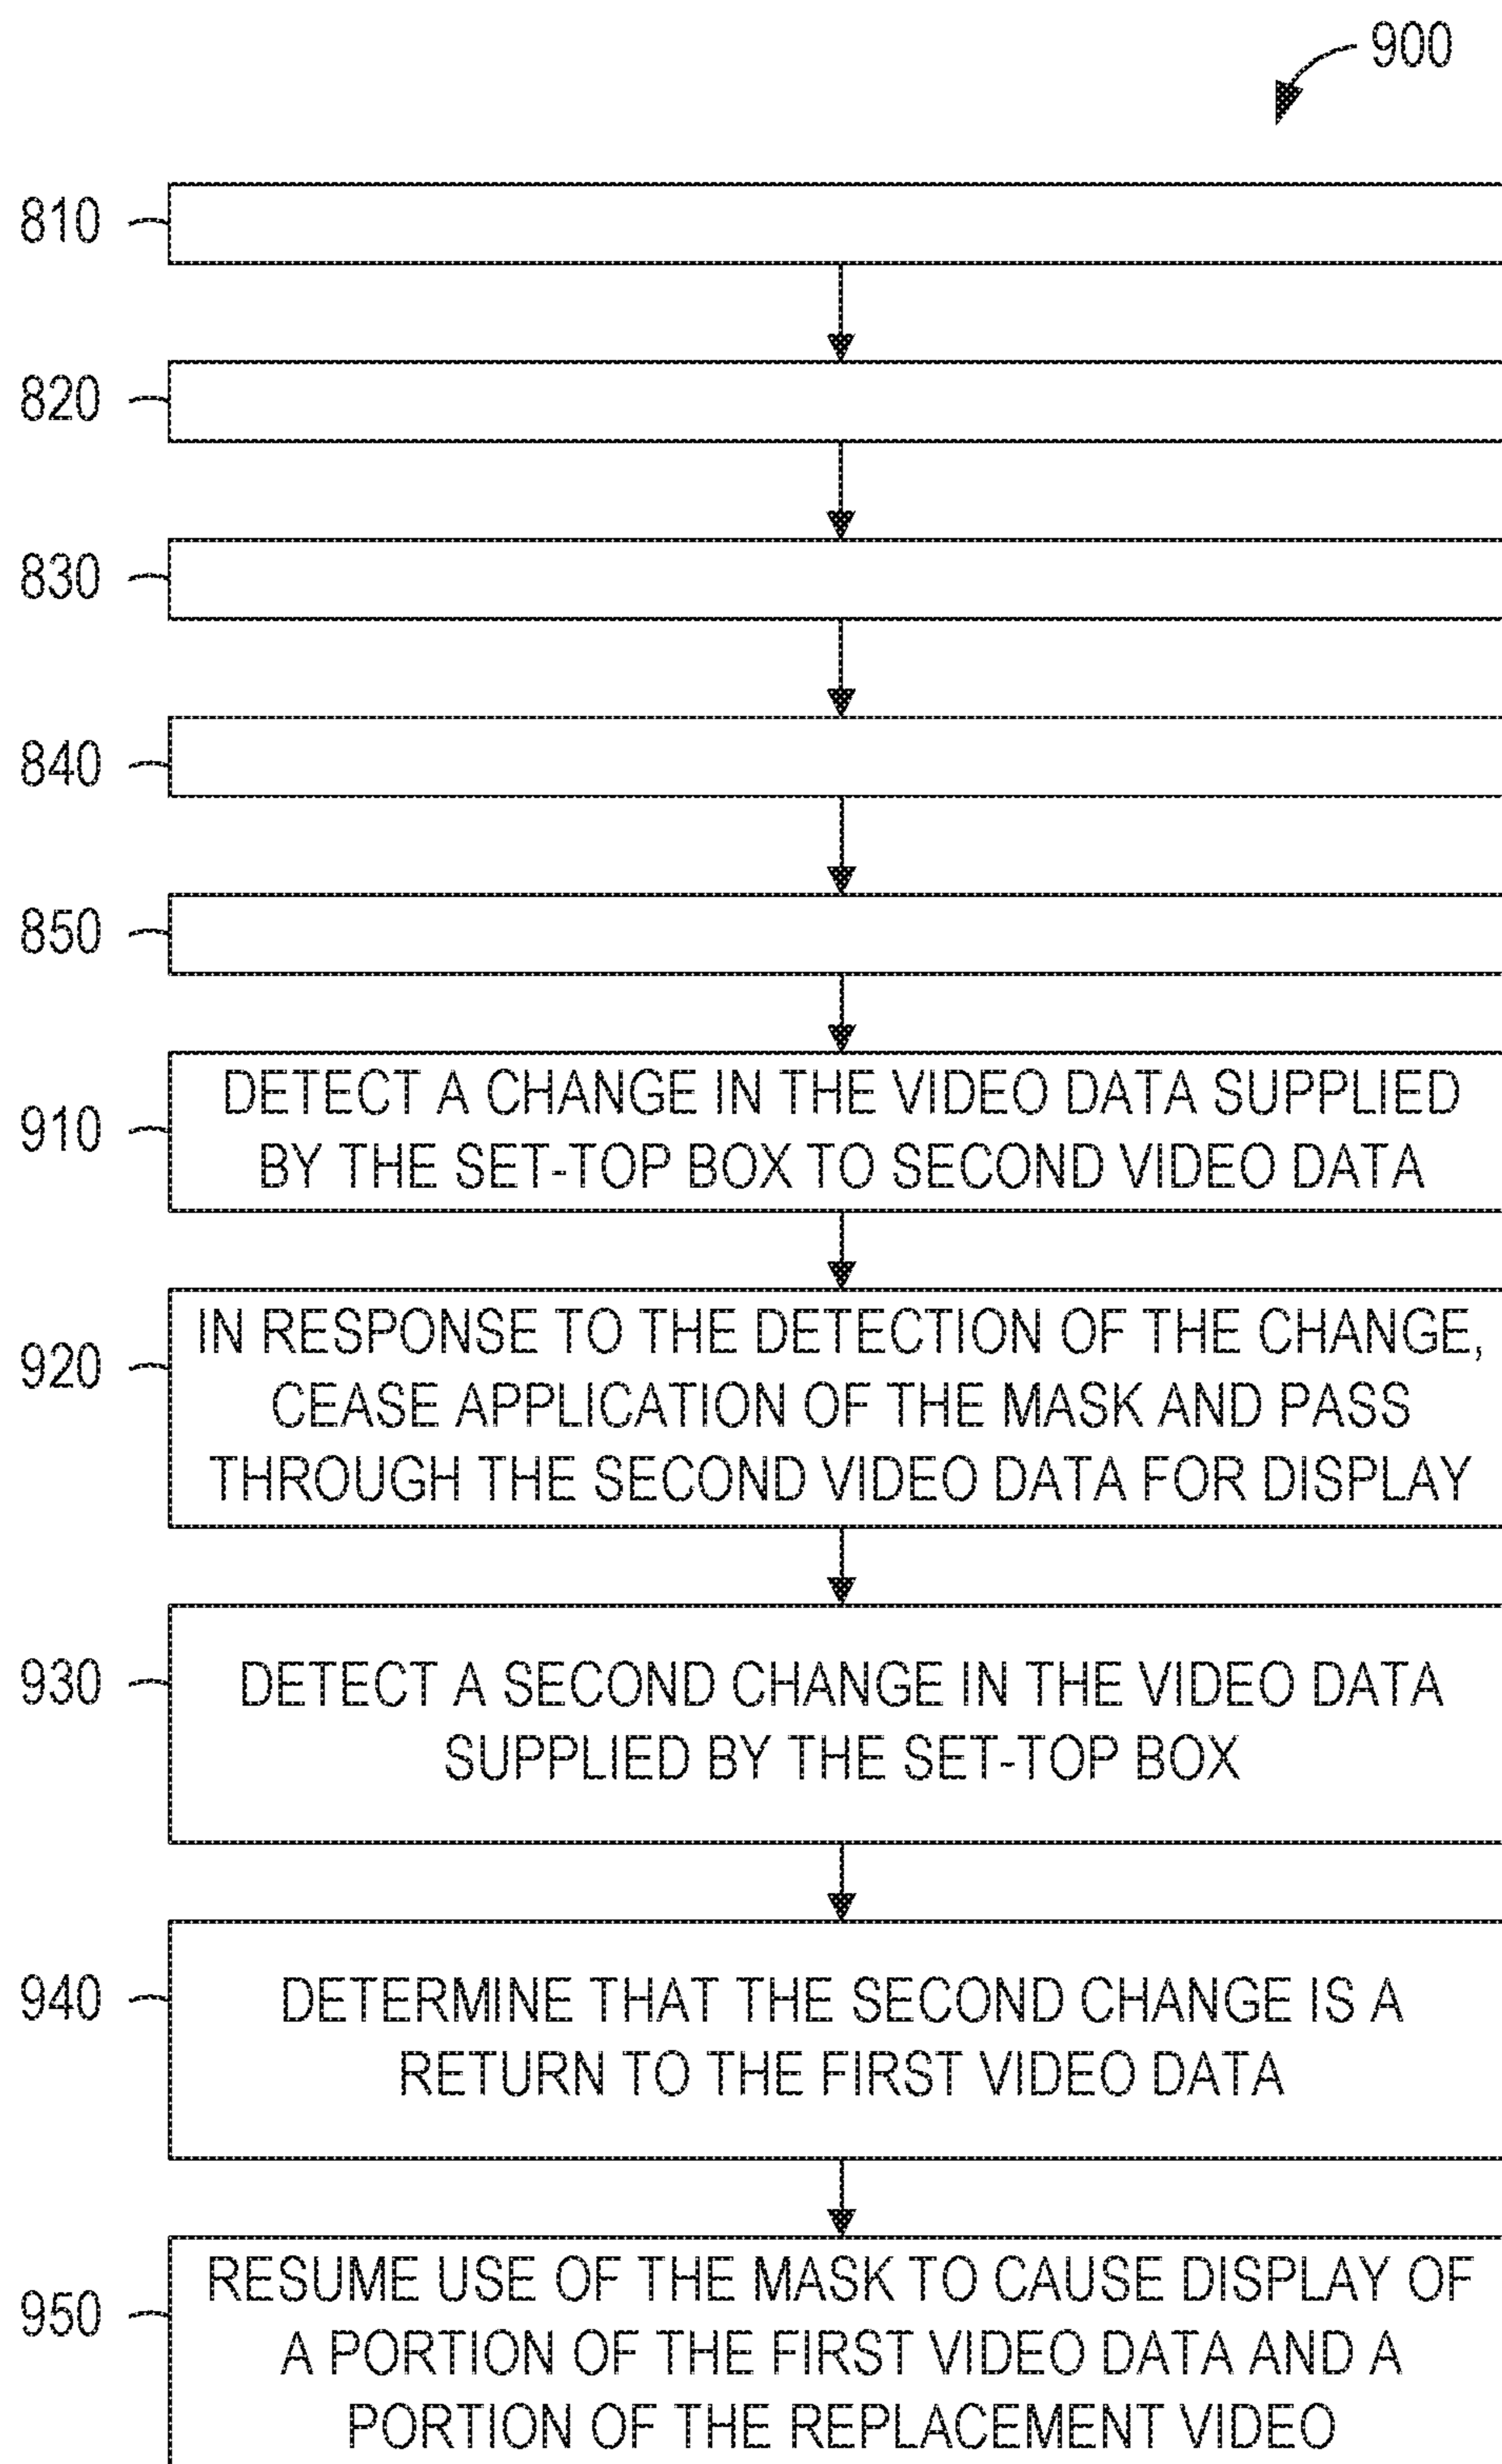 900
810
820
830
840
850
910
DETECT A CHANGE IN THE VIDEO DATA SUPPLIED
BY THE SET-TOP BOX TO SECOND VIDEO DATA
920
IN RESPONSE TO THE DETECTION OF THE CHANGE,
CEASE APPLICATION OF THE MASK AND PASS
THROUGH THE SECOND VIDEO DATA FOR DISPLAY
930
DETECT A SECOND CHANGE IN THE VIDEO DATA
SUPPLIED BY THE SET-TOP BOX
940
DETERMINE THAT THE SECOND CHANGE IS A
RETURN TO THE FIRST VIDEO DATA
950
RESUME USE OF THE MASK TO CAUSE DISPLAY OF
A PORTION OF THE FIRST VIDEO DATA AND A
PORTION OF THE REPLACEMENT VIDEO